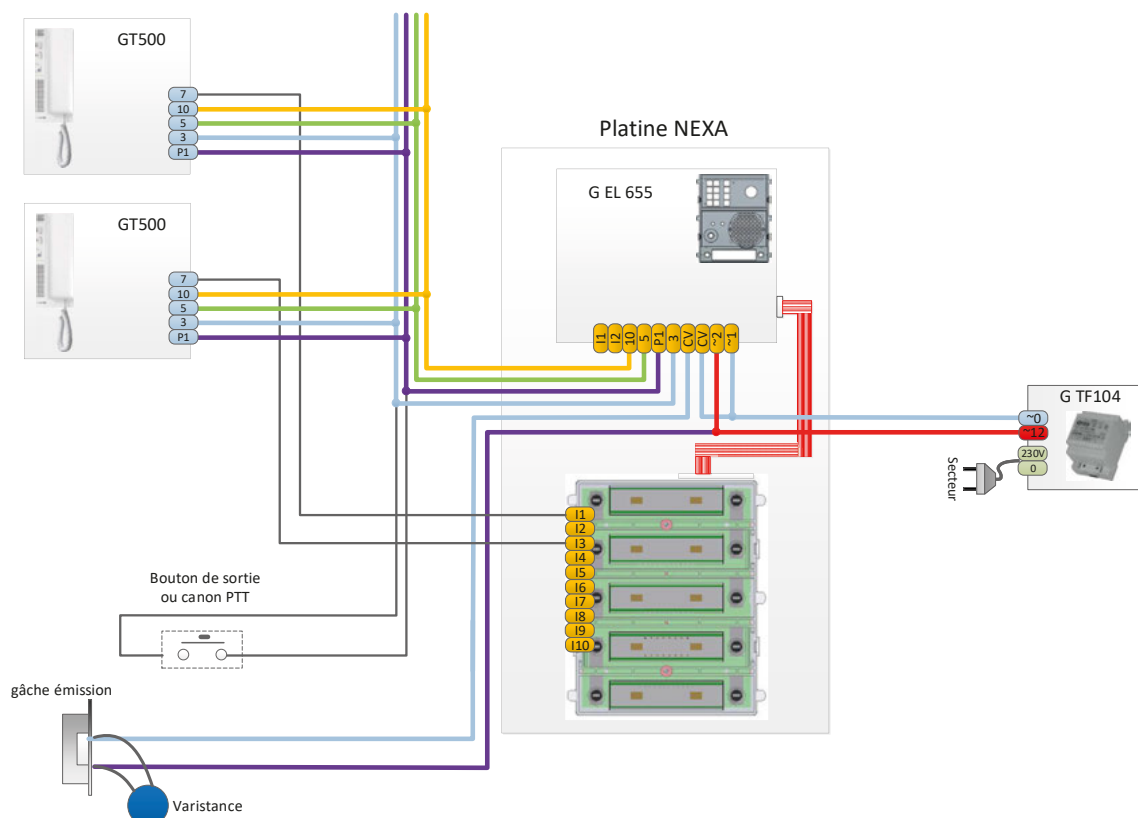 GT500
7
10
5
3
P1
GT500
7
10
5
3
P1
Platine NEXA
G EL 655
I1
I2
10
5
P1
3
CV
CV
~2
~1
G TF104
~0
~12
230V
0
Secteur
I1
I2
I3
I4
I5
I6
I7
I8
I9
I10
Bouton de sortie
ou canon PTT
gâche émission
Varistance